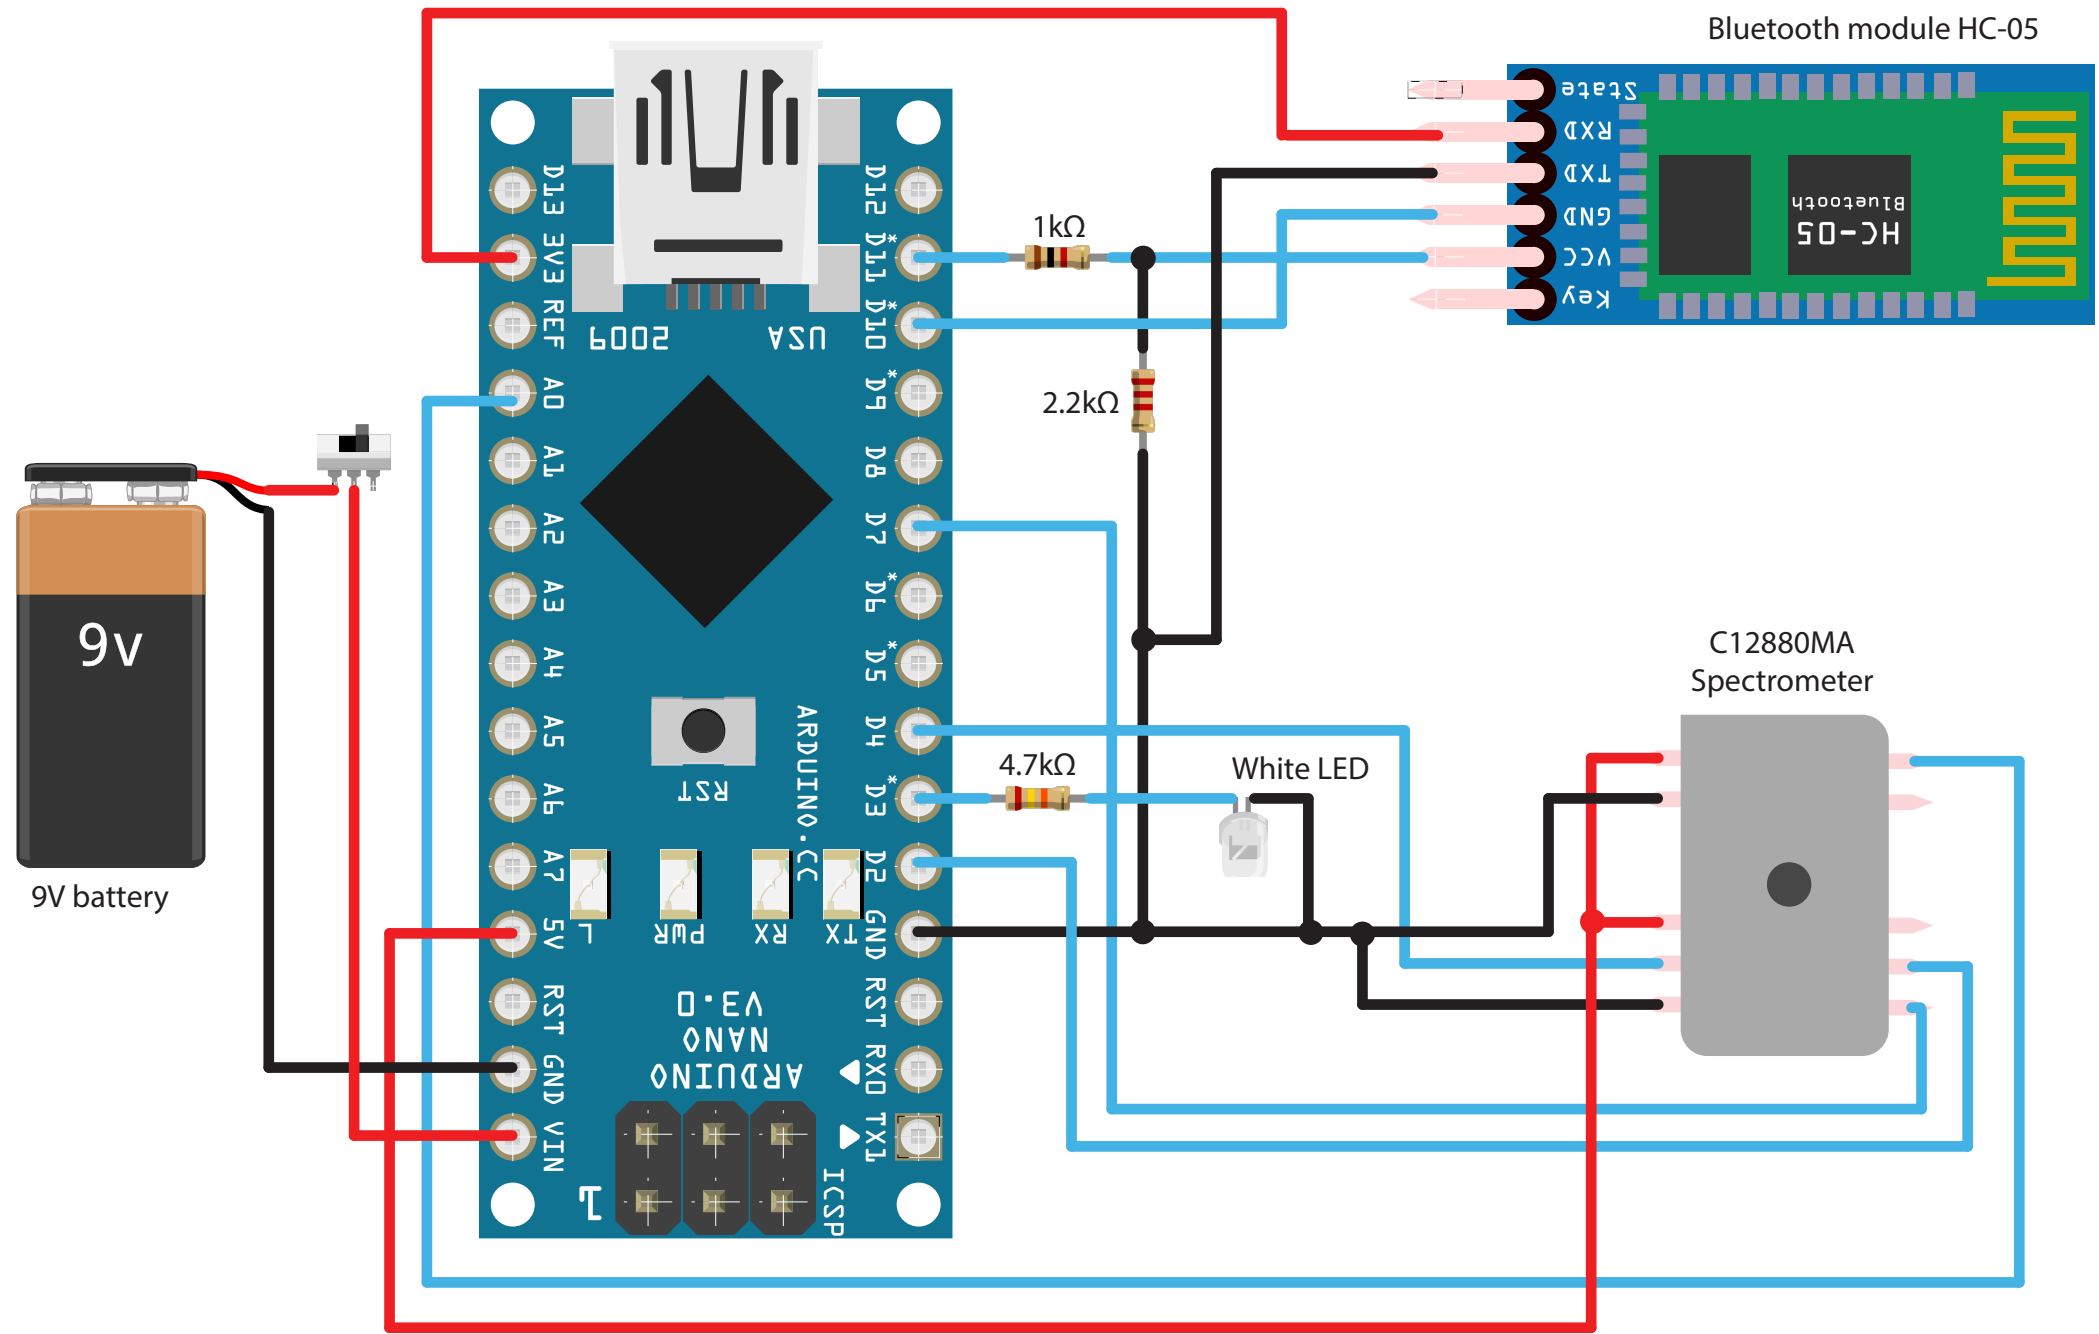 Bluetooth module HC-05
State
RXD
TXD
GND
VCC
Key
HC-05
Bluetooth
D13
3V3
REF
A0
A1
A2
A3
A4
A5
A6
A7
5V
RST
GND
VIN
D12
D11*
D10*
D9*
D8
D7
D6*
D5*
D4
D3*
D2
GND
RST
RX0
TX1
2009
USA
RST
ARDUINO.CC
L
PWR
RX
TX
ARDUINO
NANO
V3.0
ICSP
1
1kΩ
2.2kΩ
4.7kΩ
White LED
9v
9V battery
C12880MA
Spectrometer